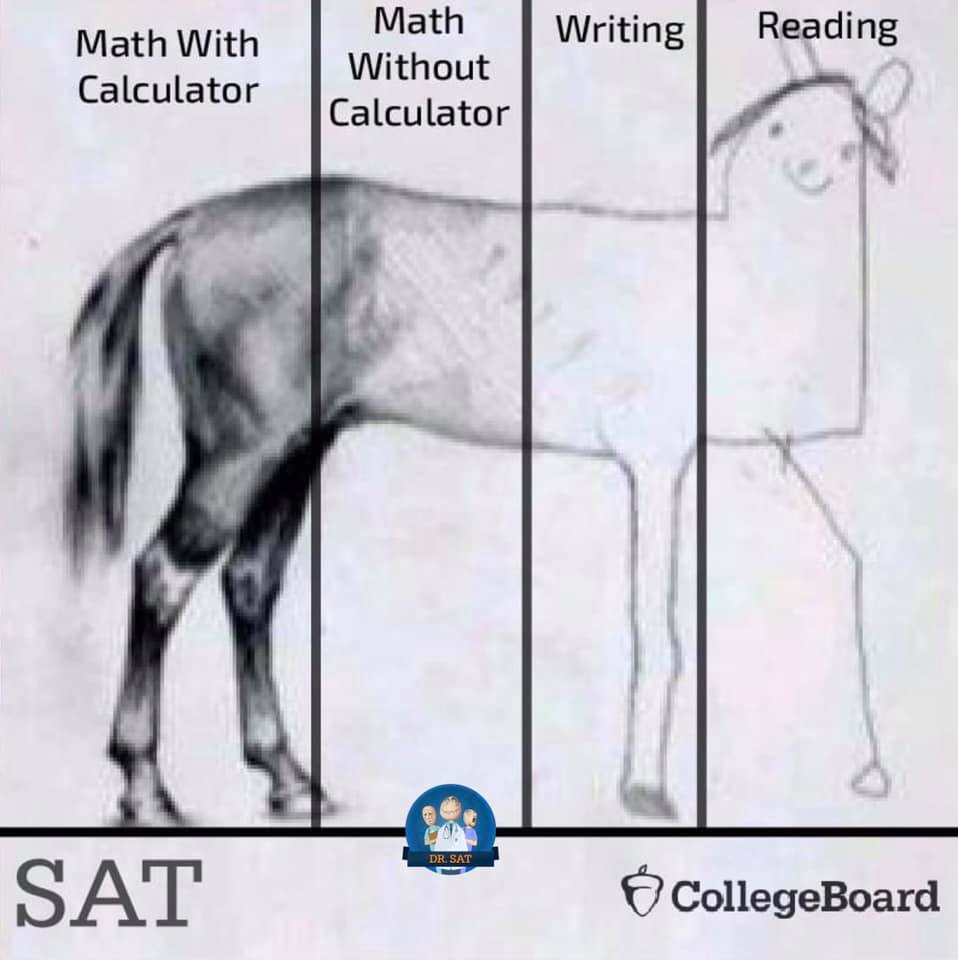 Math With
Calculator
Math
Without
Calculator
Writing
Reading
DR. SAT
SAT
CollegeBoard